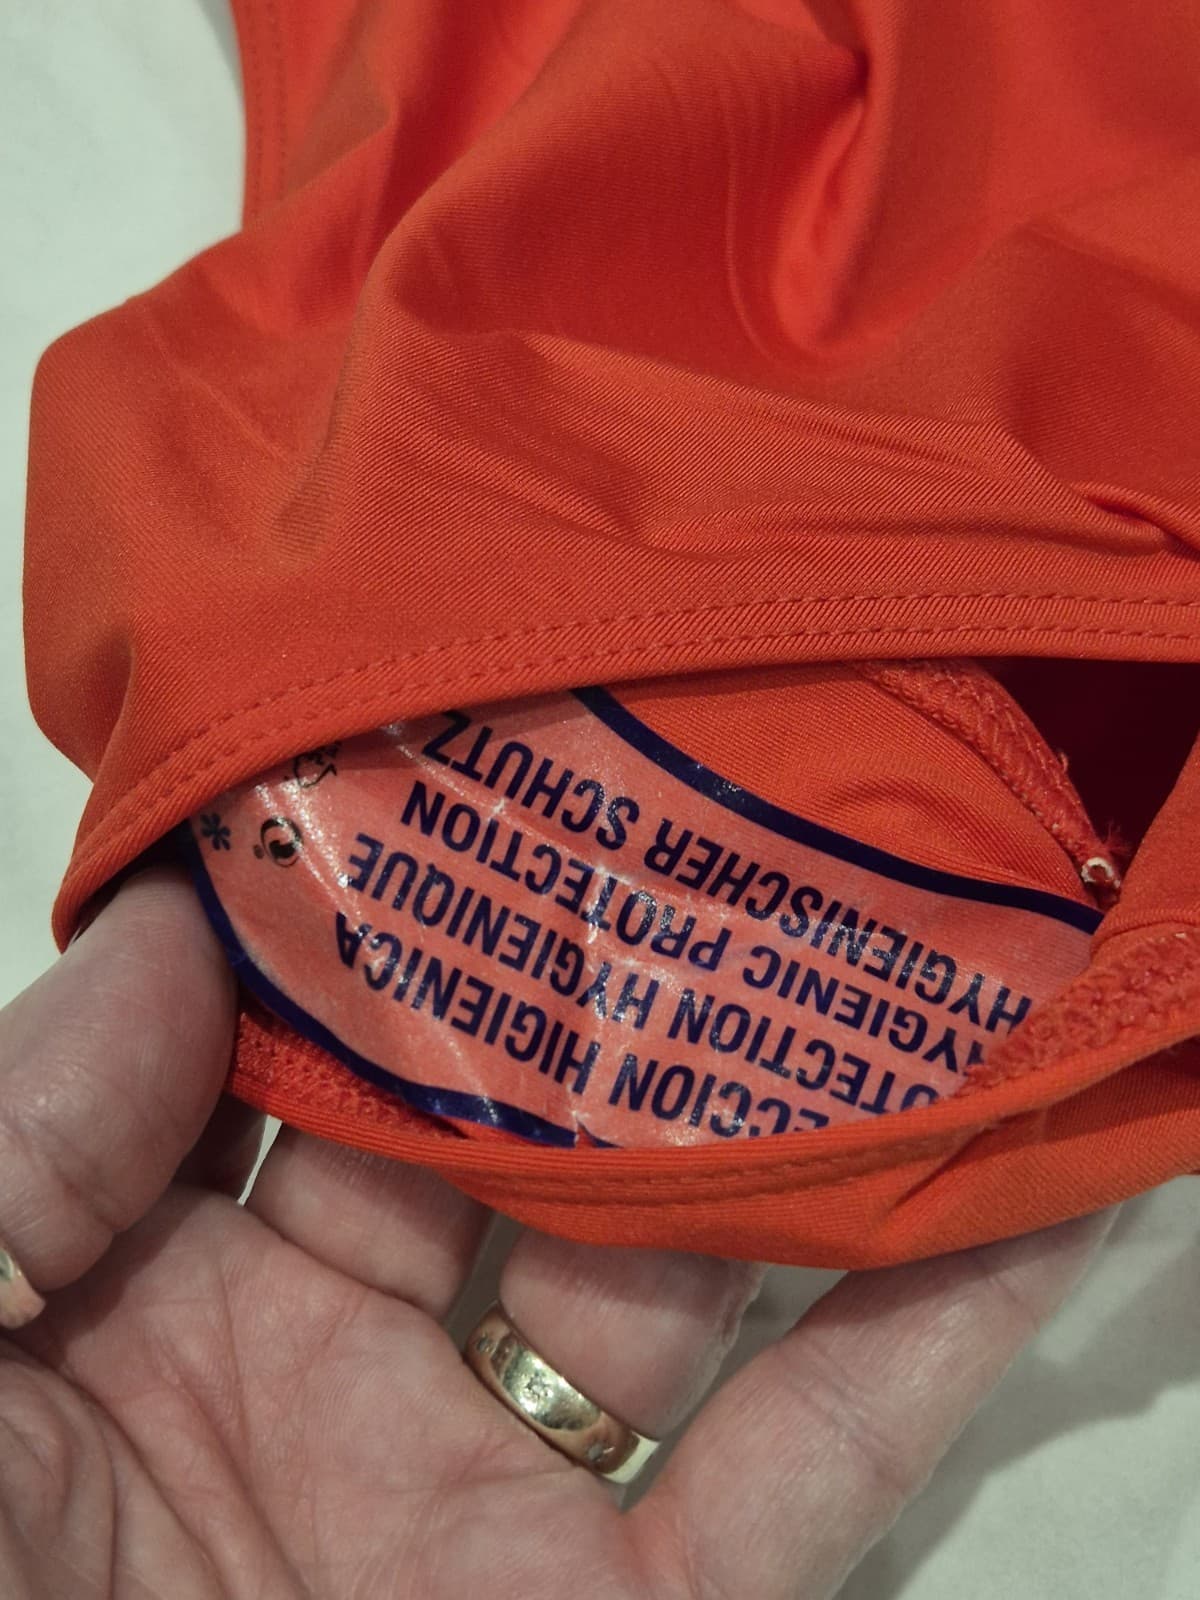 ECCION HIGIENICA
OTECTION HYGIENIQUE
HYGIENIC PROTECTION
HYGIENISCHER SCHUTZ